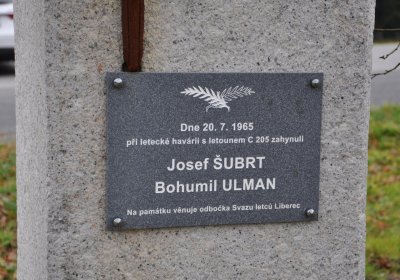 Dne 20. 7. 1965
při letecké havárii s letounem C 205 zahynuli
Josef ŠUBRT
Bohumil ULMAN
Na památku věnuje odbočka Svazu letců Liberec